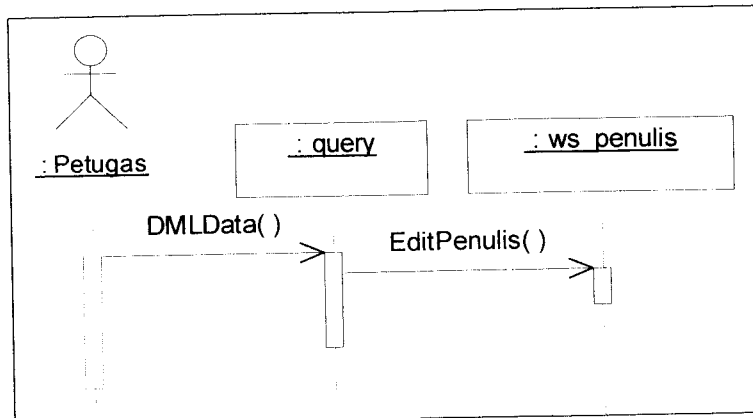 : Petugas
: query
: ws_penulis
DMLData( )
EditPenulis( )